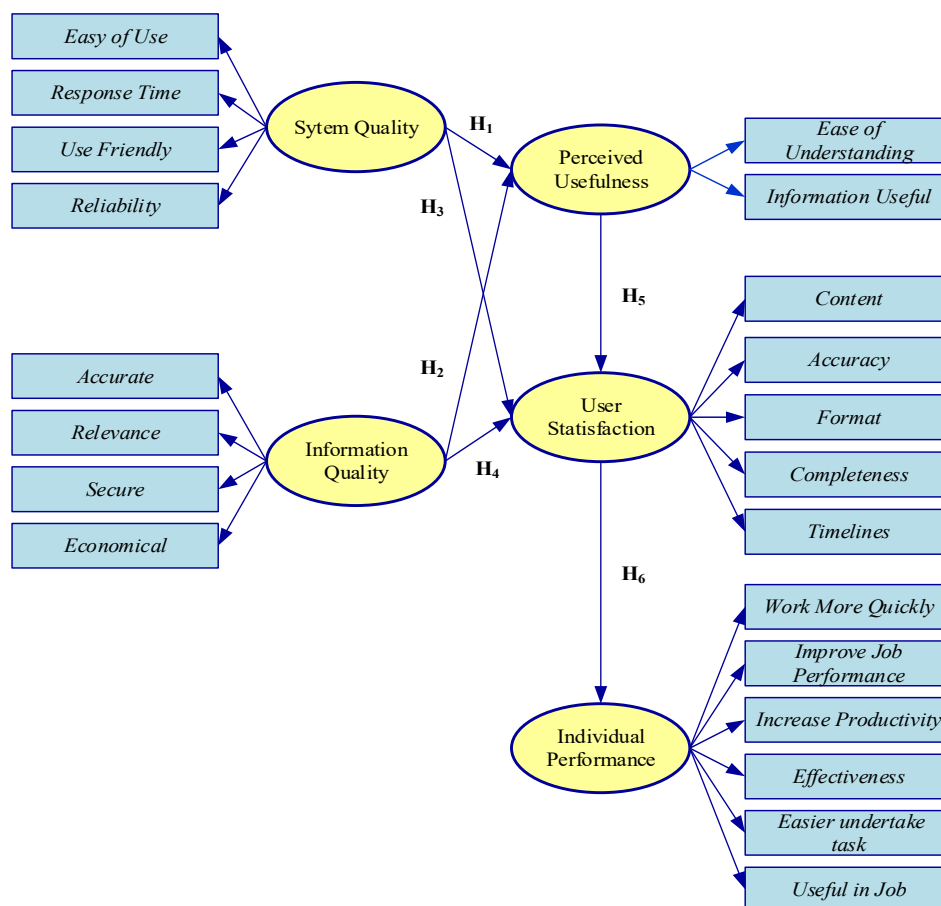 Easy of Use
Response Time
Use Friendly
Reliability
Sytem Quality
H1
H3
Perceived
Usefulness
Ease of
Understanding
Information Useful
H5
Content
Accuracy
Format
Completeness
Timelines
Accurate
Relevance
Secure
Economical
Information
Quality
H2
H4
User
Statisfaction
H6
Work More Quickly
Improve Job
Performance
Increase Productivity
Effectiveness
Easier undertake
task
Useful in Job
Individual
Performance